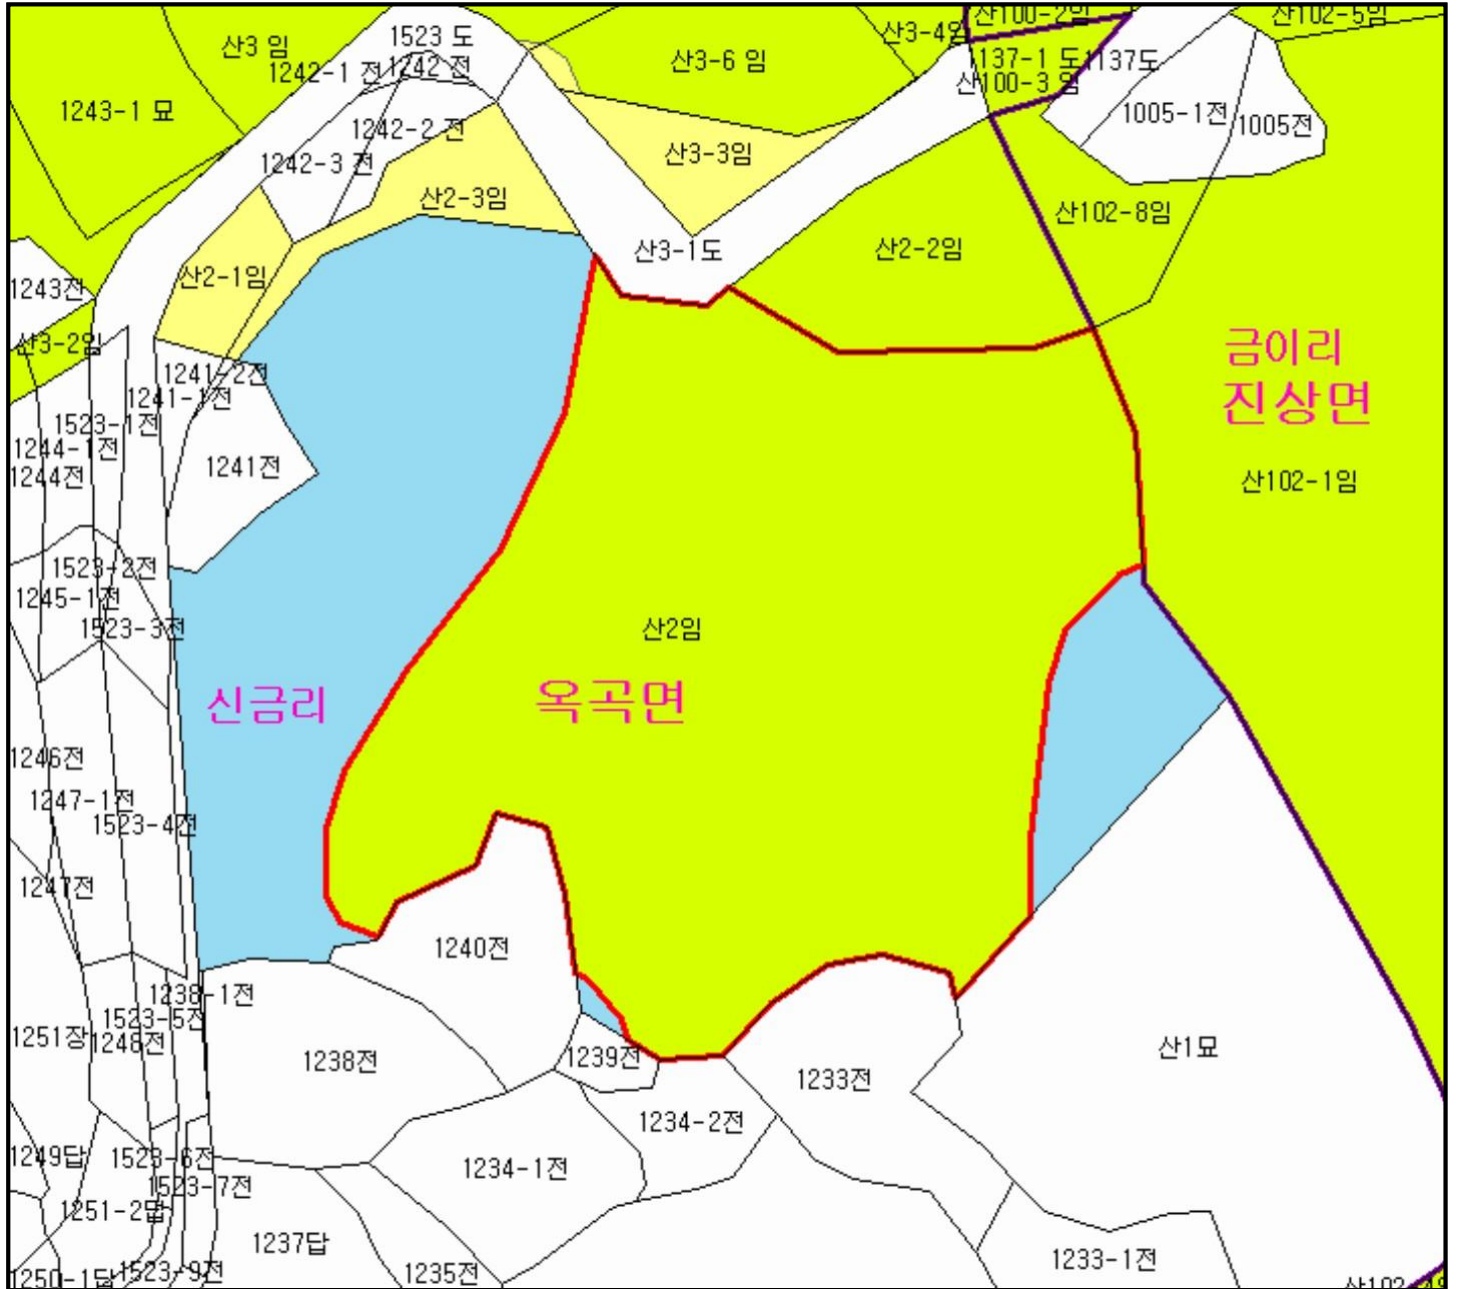 산100-2임
산102-5임
산3-4임
1523 도
산3 임
산3-6 임
137-1 도
1137도
1242-1 전
1242 전
산100-3 임
1243-1 묘
1005-1전
1005전
1242-2 전
1242-3 전
산3-3임
산2-3임
산102-8임
산3-1도
산2-2임
산2-1임
1243전
산3-2임
금이리
진상면
1241-2전
1241-1전
1523-1전
1244-1전
1244전
1241전
산102-1임
1523-2전
1245-1전
1523-3전
산2임
신금리
옥곡면
1246전
1247-1전
1523-4전
1247전
1240전
1238-1전
1523-5전
1251장
1248전
1238전
1239전
1233전
산1묘
1234-2전
1249답
1523-6전
1234-1전
1523-7전
1251-2답
1237답
1233-1전
1250-1답
1523-9전
1235전